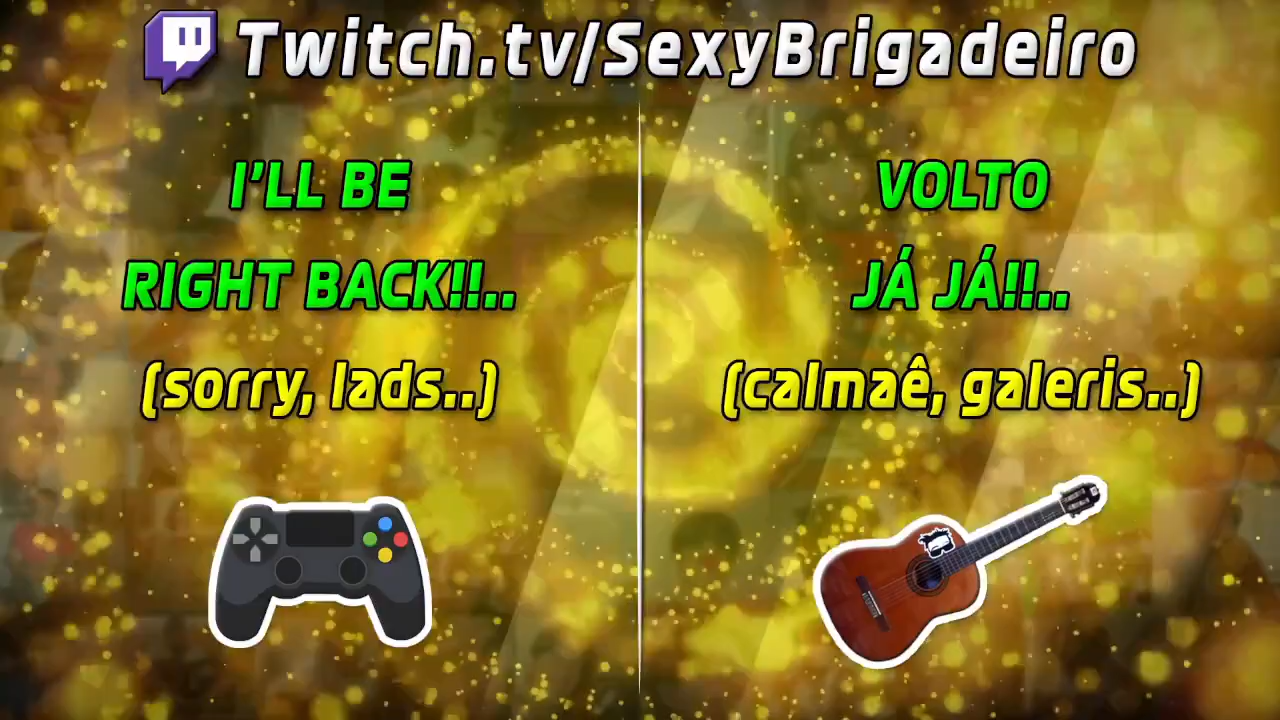 Twitch.tv/SexyBrigadeiro
I'LL BE
RIGHT BACK!!..
(sorry, lads..)
VOLTO
JÁ JÁ!!..
(calmaê, galeris..)